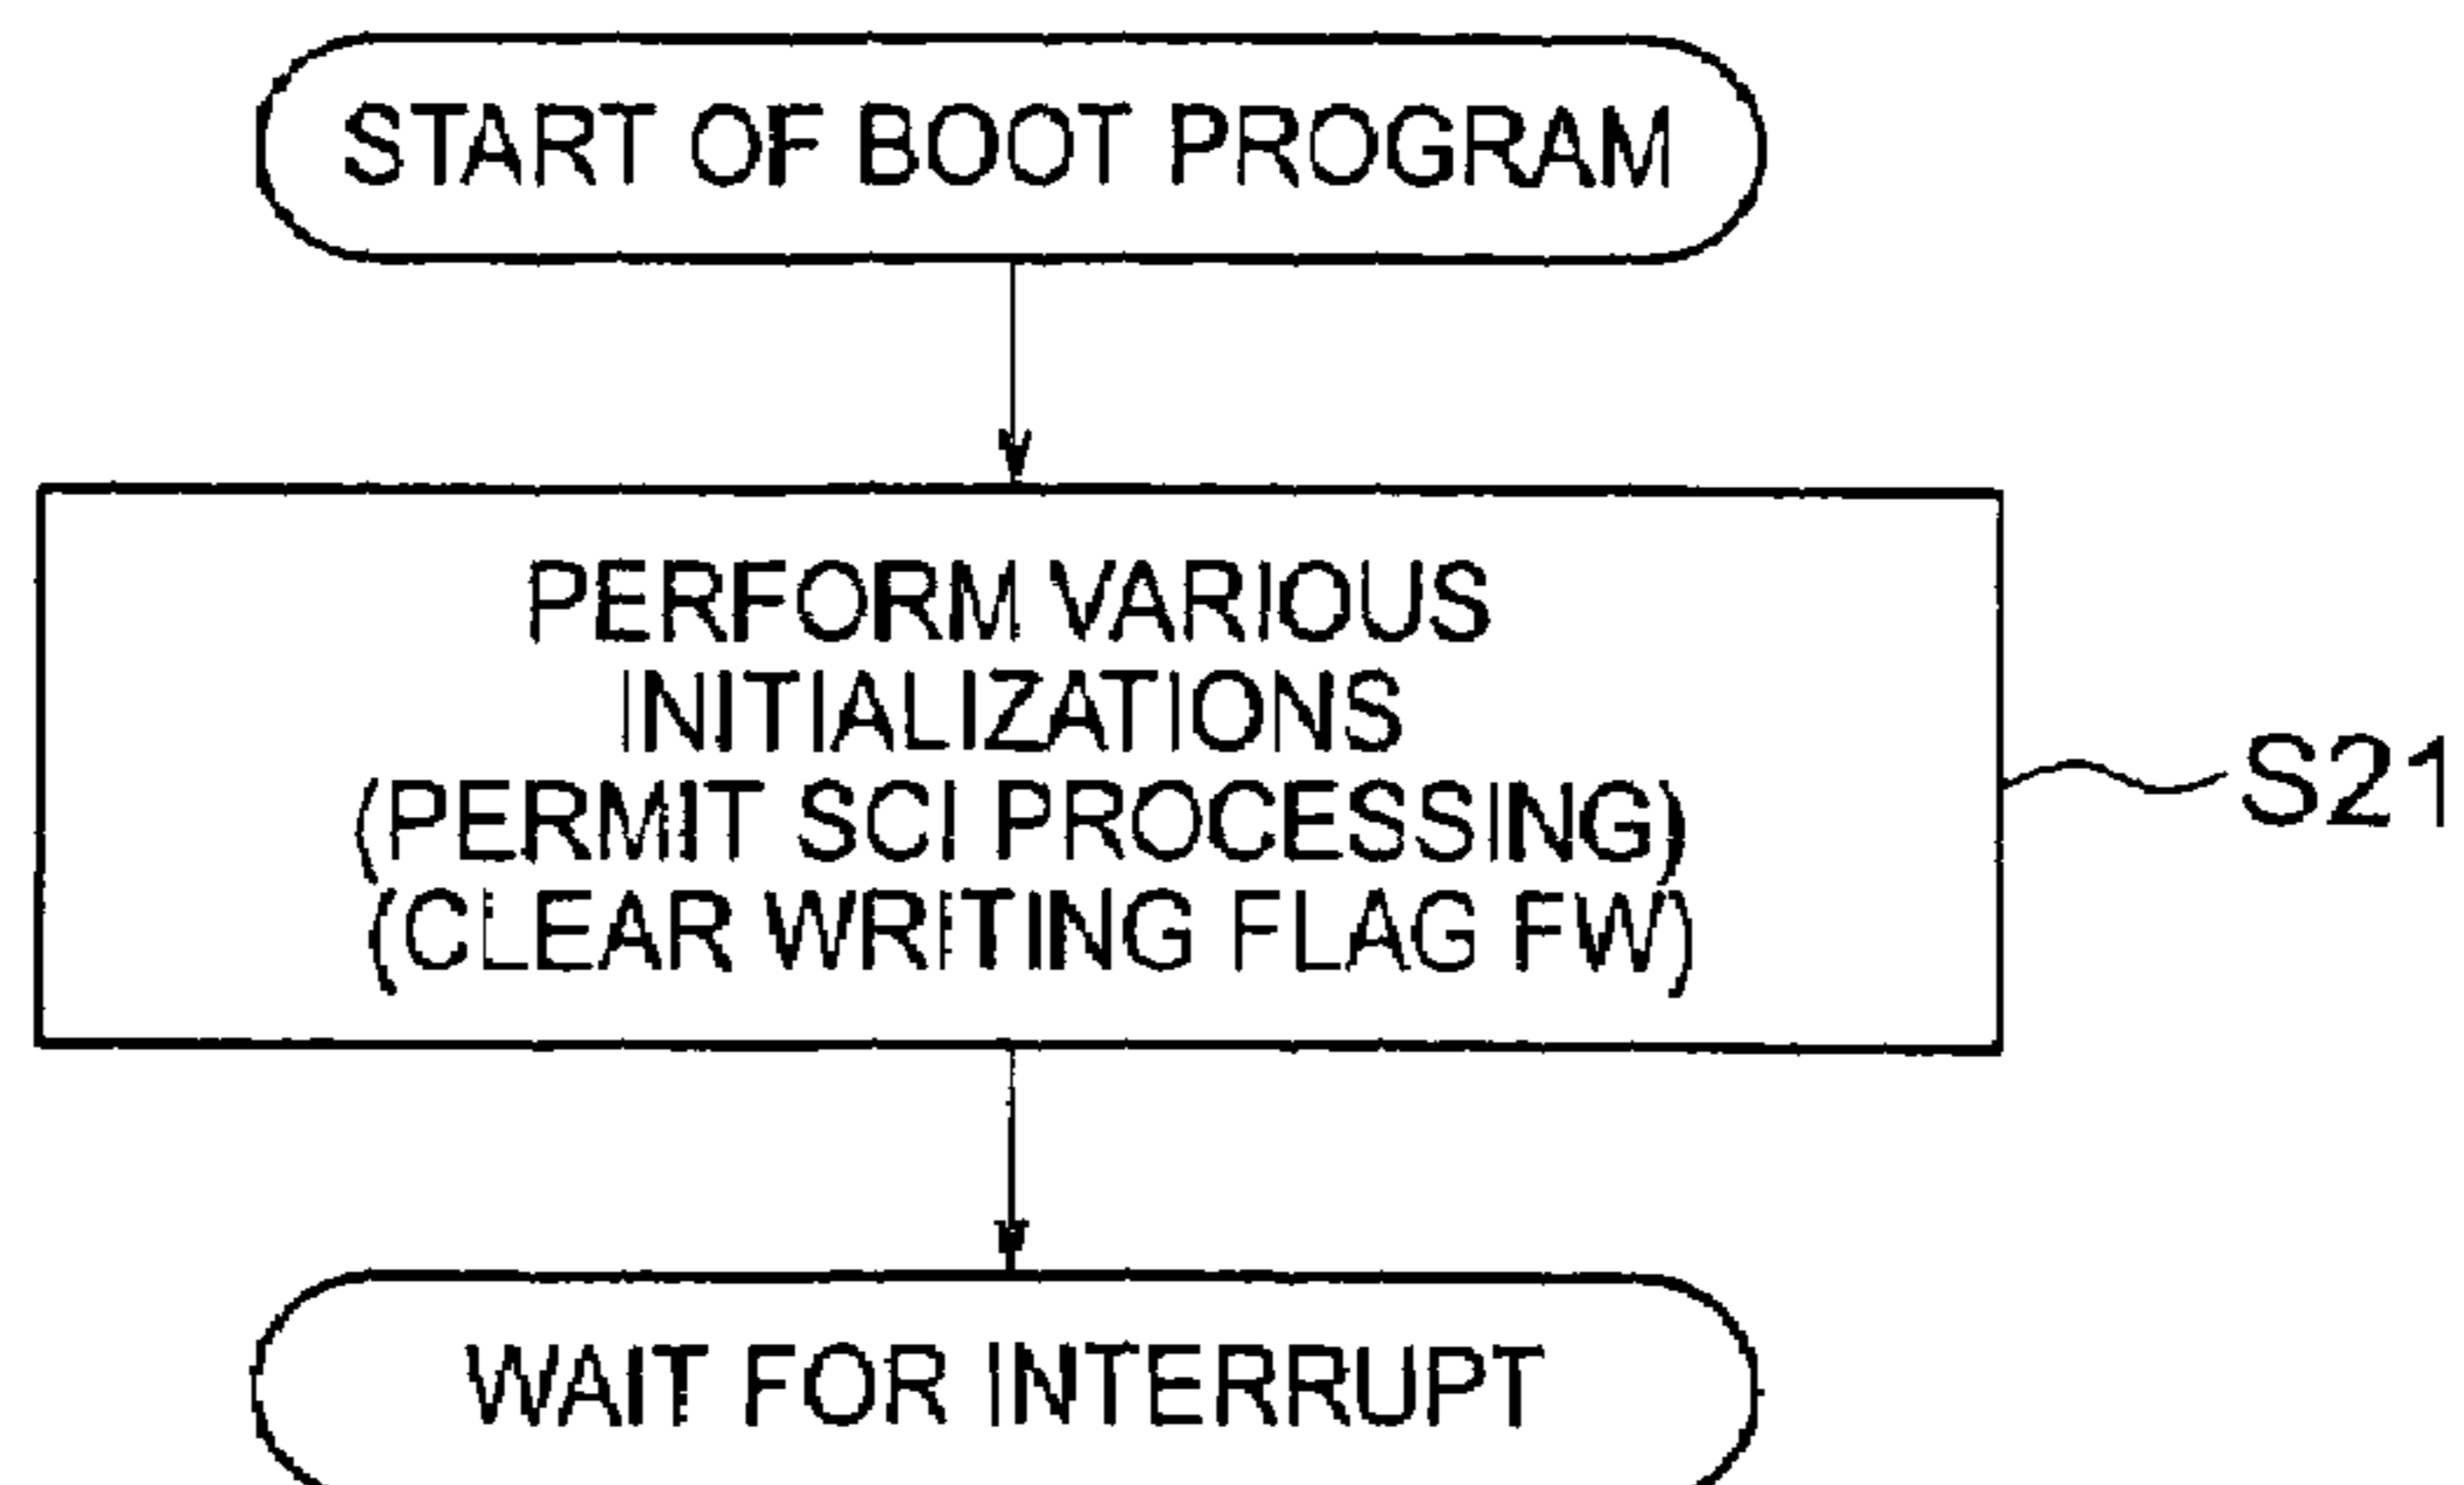 START OF BOOT PROGRAM
PERFORM VARIOUS
INITIALIZATIONS
(PERMIT SCI PROCESSING)
(CLEAR WRITING FLAG FW)
S21
WAIT FOR INTERRUPT